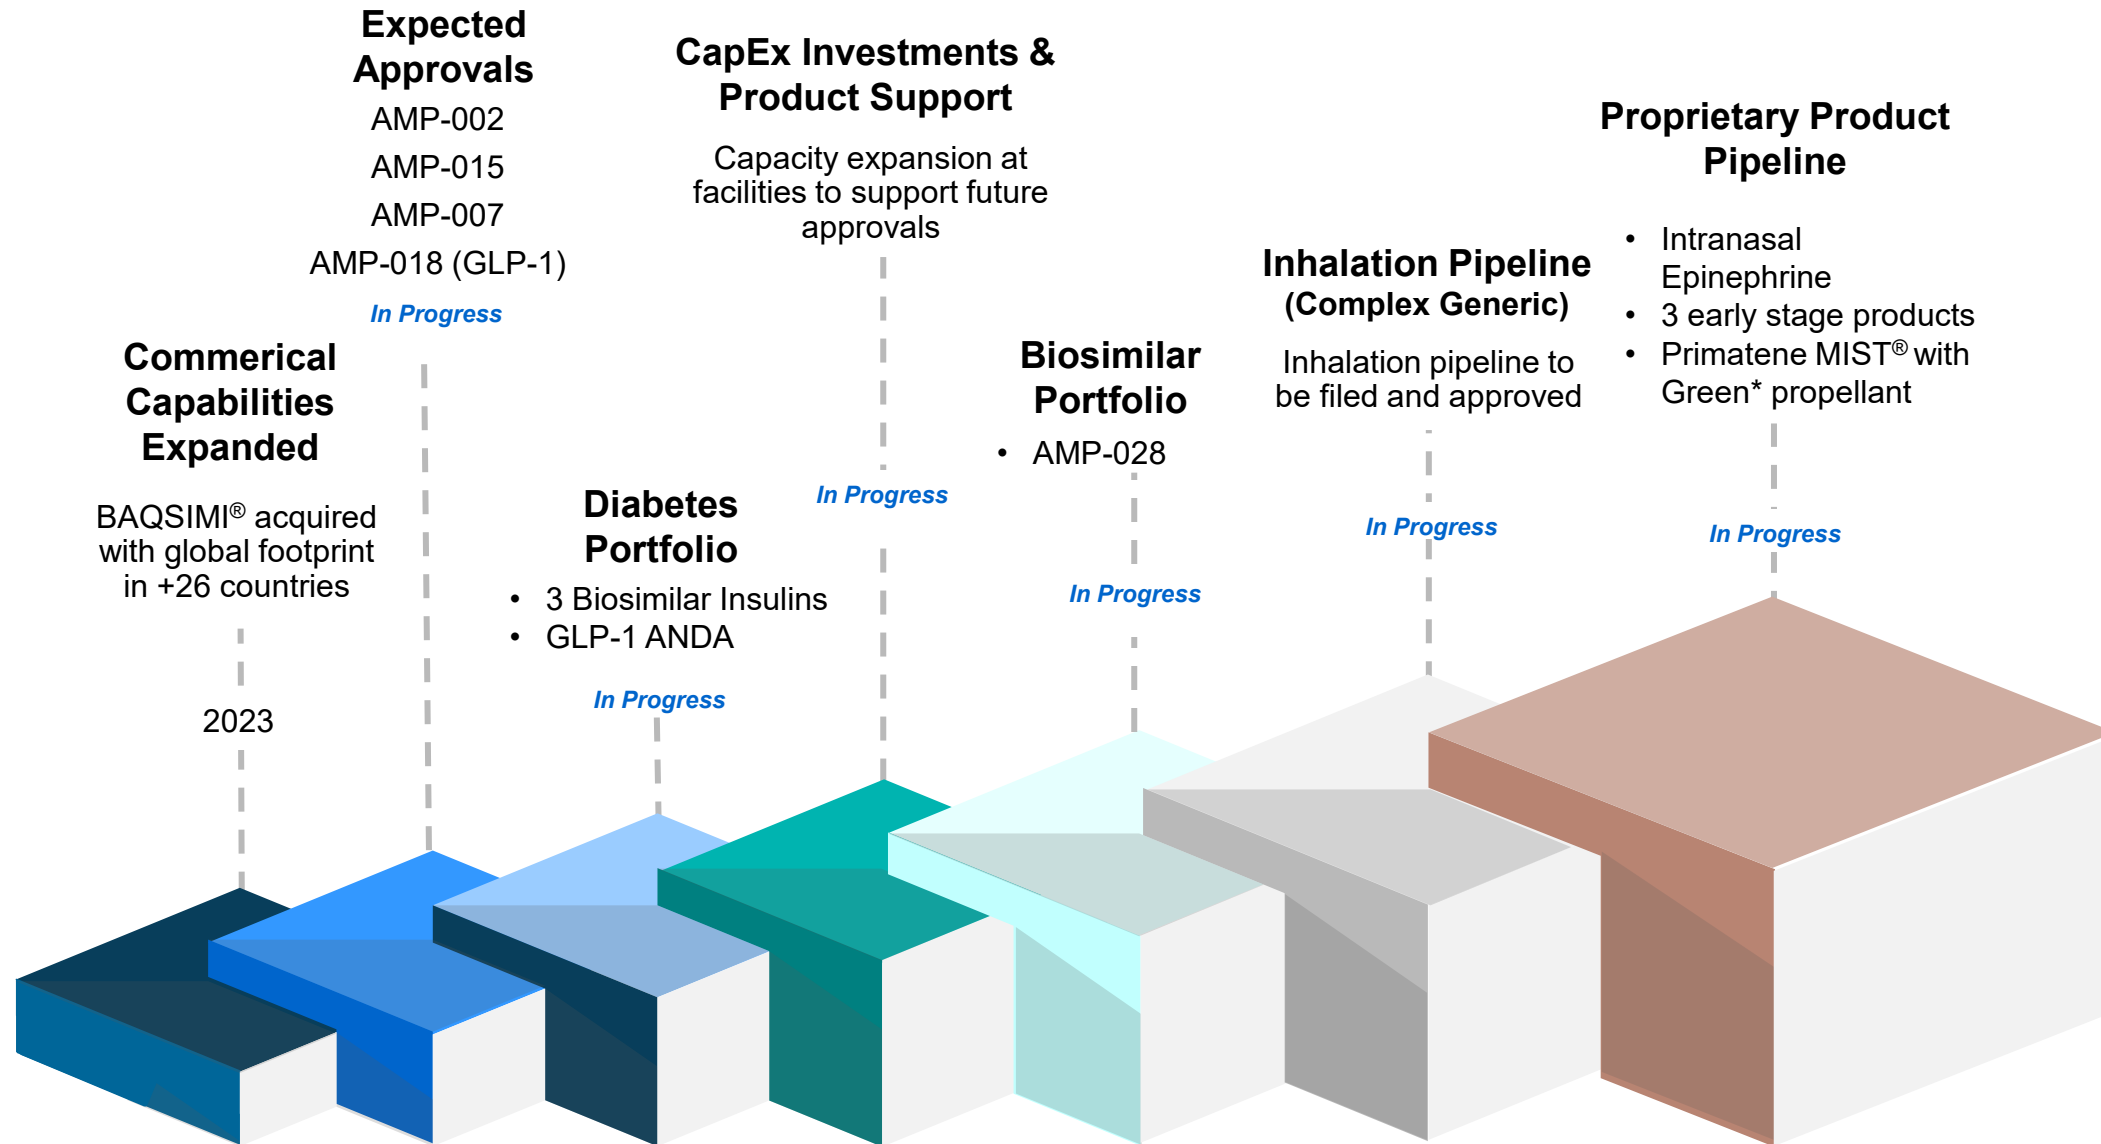 Expected
Approvals
AMP-002
AMP-015
AMP-007
AMP-018 (GLP-1)
In Progress
CapEx Investments &
Product Support
Capacity expansion at
facilities to support future
approvals
In Progress
Proprietary Product
Pipeline
• Intranasal
Epinephrine
• 3 early stage products
• Primatene MIST® with
Green* propellant
In Progress
Inhalation Pipeline
(Complex Generic)
Inhalation pipeline to
be filed and approved
In Progress
Commerical
Capabilities
Expanded
BAQSIMI® acquired
with global footprint
in +26 countries
2023
Biosimilar
Portfolio
• AMP-028
In Progress
Diabetes
Portfolio
• 3 Biosimilar Insulins
• GLP-1 ANDA
In Progress